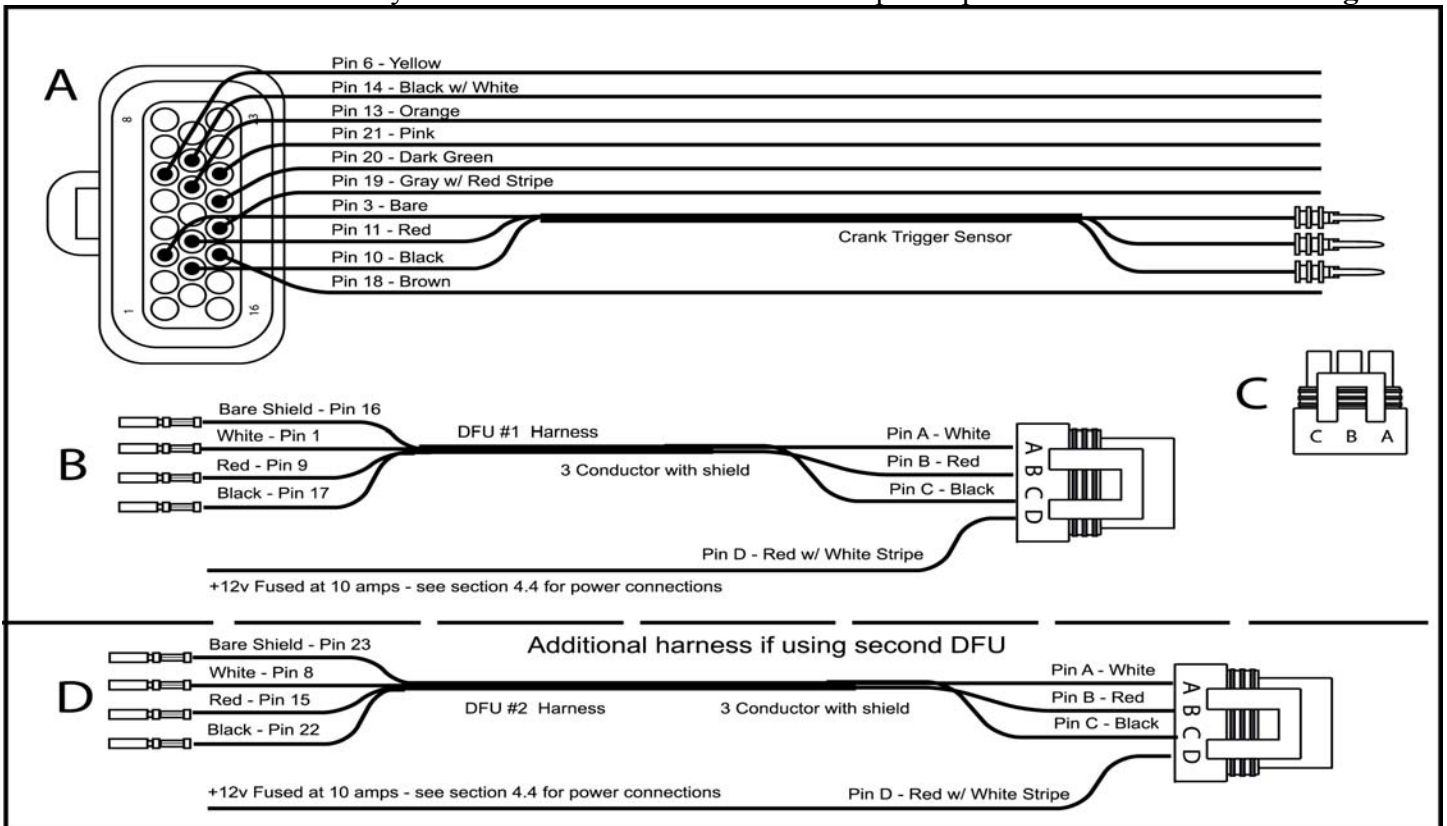 A
8
23
1
16
Pin 6 - Yellow
Pin 14 - Black w/ White
Pin 13 - Orange
Pin 21 - Pink
Pin 20 - Dark Green
Pin 19 - Gray w/ Red Stripe
Pin 3 - Bare
Pin 11 - Red
Pin 10 - Black
Pin 18 - Brown
Crank Trigger Sensor
C
C B A
B
Bare Shield - Pin 16
White - Pin 1
Red - Pin 9
Black - Pin 17
DFU #1 Harness
3 Conductor with shield
Pin A - White
Pin B - Red
Pin C - Black
Pin D - Red w/ White Stripe
A B C D
+12v Fused at 10 amps - see section 4.4 for power connections
Additional harness if using second DFU
D
Bare Shield - Pin 23
White - Pin 8
Red - Pin 15
Black - Pin 22
DFU #2 Harness
3 Conductor with shield
Pin A - White
Pin B - Red
Pin C - Black
Pin D - Red w/ White Stripe
A B C D
+12v Fused at 10 amps - see section 4.4 for power connections